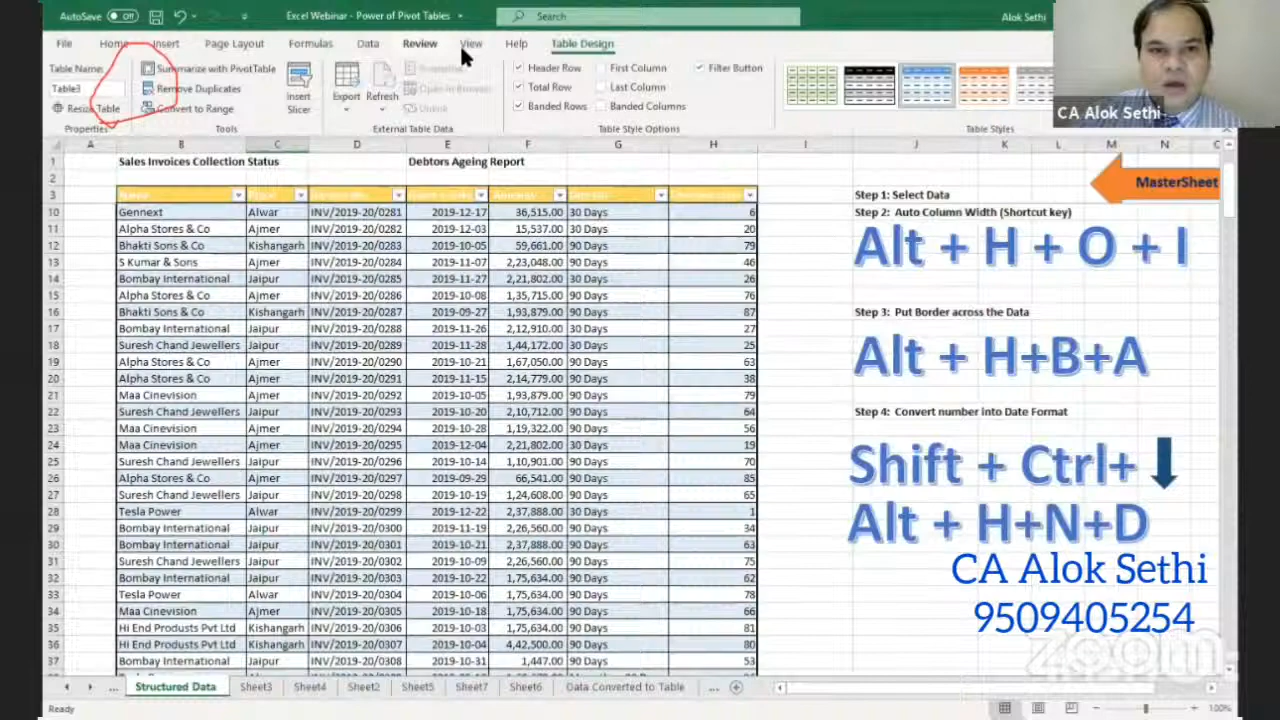 AutoSave Off Excel Webinar - Power of Pivot Tables Search Alok Sethi
File Home Insert Page Layout Formulas Data Review View Help Table Design
Table Name:
Table3
Resize Table
Properties
Summarize with PivotTable
Remove Duplicates
Convert to Range
Tools
Insert
Slicer
Export Refresh
External Table Data
Header Row First Column Filter Button
Total Row Last Column
Banded Rows Banded Columns
Table Style Options
Table Styles
CA Alok Sethi
A B C D E F G H I J K L M N
1 Sales Invoices Collection Status Debtors Ageing Report
2
3
10 Gennext Alwar INV/2019-20/0281 2019-12-17 36,515.00 30 Days 6
11 Alpha Stores & Co Ajmer INV/2019-20/0282 2019-12-03 15,537.00 30 Days 20
12 Bhakti Sons & Co Kishangarh INV/2019-20/0283 2019-10-05 59,661.00 90 Days 79
13 S Kumar & Sons Ajmer INV/2019-20/0284 2019-11-07 2,23,048.00 90 Days 46
14 Bombay International Jaipur INV/2019-20/0285 2019-11-27 2,21,802.00 30 Days 26
15 Alpha Stores & Co Ajmer INV/2019-20/0286 2019-10-08 1,35,715.00 90 Days 76
16 Bhakti Sons & Co Kishangarh INV/2019-20/0287 2019-09-27 1,93,879.00 90 Days 87
17 Bombay International Jaipur INV/2019-20/0288 2019-11-26 2,12,910.00 30 Days 27
18 Suresh Chand Jewellers Jaipur INV/2019-20/0289 2019-11-28 1,44,172.00 30 Days 25
19 Alpha Stores & Co Ajmer INV/2019-20/0290 2019-10-21 1,67,050.00 90 Days 63
20 Alpha Stores & Co Ajmer INV/2019-20/0291 2019-11-15 2,14,779.00 90 Days 38
21 Maa Cinevision Ajmer INV/2019-20/0292 2019-10-05 1,93,879.00 90 Days 79
22 Suresh Chand Jewellers Jaipur INV/2019-20/0293 2019-10-20 2,10,712.00 90 Days 64
23 Maa Cinevision Ajmer INV/2019-20/0294 2019-10-28 1,19,322.00 90 Days 56
24 Maa Cinevision Ajmer INV/2019-20/0295 2019-12-04 2,21,802.00 30 Days 19
25 Suresh Chand Jewellers Jaipur INV/2019-20/0296 2019-10-14 1,10,901.00 90 Days 70
26 Alpha Stores & Co Ajmer INV/2019-20/0297 2019-09-29 66,541.00 90 Days 85
27 Suresh Chand Jewellers Jaipur INV/2019-20/0298 2019-10-19 1,24,608.00 90 Days 65
28 Tesla Power Alwar INV/2019-20/0299 2019-12-22 2,37,888.00 30 Days 1
29 Bombay International Jaipur INV/2019-20/0300 2019-11-19 2,26,560.00 90 Days 34
30 Bombay International Jaipur INV/2019-20/0301 2019-10-21 2,37,888.00 90 Days 63
31 Suresh Chand Jewellers Jaipur INV/2019-20/0302 2019-10-09 2,26,560.00 90 Days 75
32 Bombay International Jaipur INV/2019-20/0303 2019-10-22 1,75,634.00 90 Days 62
33 Tesla Power Alwar INV/2019-20/0304 2019-10-06 1,75,634.00 90 Days 78
34 Maa Cinevision Ajmer INV/2019-20/0305 2019-10-18 1,75,634.00 90 Days 66
35 Hi End Produsts Pvt Ltd Kishangarh INV/2019-20/0306 2019-10-03 1,75,634.00 90 Days 81
36 Hi End Produsts Pvt Ltd Kishangarh INV/2019-20/0307 2019-10-04 4,42,500.00 90 Days 80
37 Bombay International Jaipur INV/2019-20/0308 2019-10-31 1,447.00 90 Days 53
MasterSheet
Step 1: Select Data
Step 2: Auto Column Width (Shortcut key)
Alt + H + O + I
Step 3: Put Border across the Data
Alt + H+B+A
Step 4: Convert number into Date Format
Shift + Ctrl+
Alt + H+N+D
CA Alok Sethi
9509405254
zoom
... Structured Data Sheet3 Sheet4 Sheet2 Sheet5 Sheet7 Sheet6 Data Converted to Table ...
Ready 100%